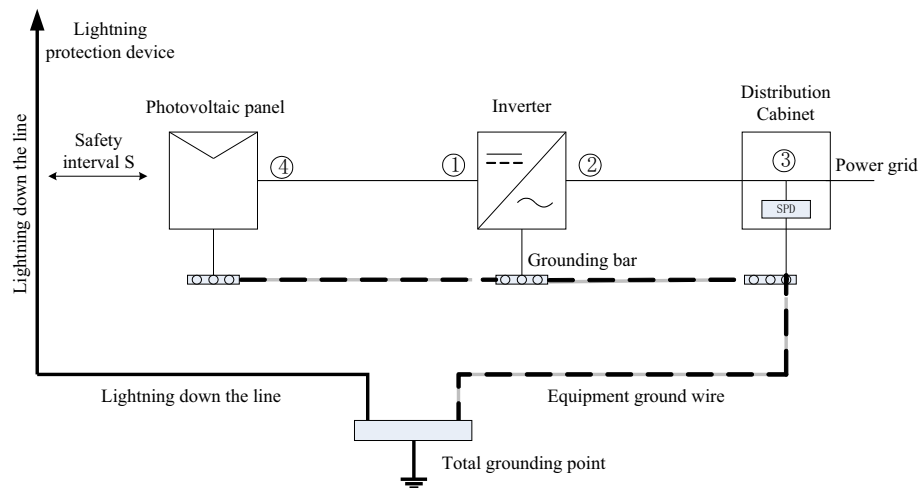 Lightning
protection device
Photovoltaic panel
Inverter
Distribution
Cabinet
Lightning down the line
Safety
interval S
④
①
②
③
Power grid
SPD
Grounding bar
Lightning down the line
Equipment ground wire
Total grounding point